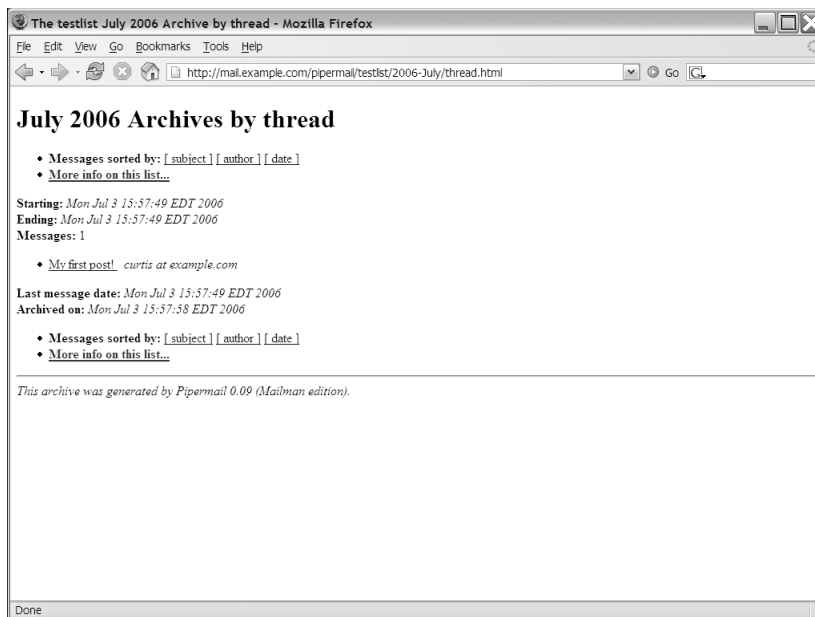 The testlist July 2006 Archive by thread - Mozilla Firefox
File Edit View Go Bookmarks Tools Help
http://mail.example.com/pipermail/testlist/2006-July/thread.html Go G
July 2006 Archives by thread
• Messages sorted by: [ subject ] [ author ] [ date ]
• More info on this list...
Starting: Mon Jul 3 15:57:49 EDT 2006
Ending: Mon Jul 3 15:57:49 EDT 2006
Messages: 1
• My first post! curtis at example.com
Last message date: Mon Jul 3 15:57:49 EDT 2006
Archived on: Mon Jul 3 15:57:58 EDT 2006
• Messages sorted by: [ subject ] [ author ] [ date ]
• More info on this list...
This archive was generated by Pipermail 0.09 (Mailman edition).
Done